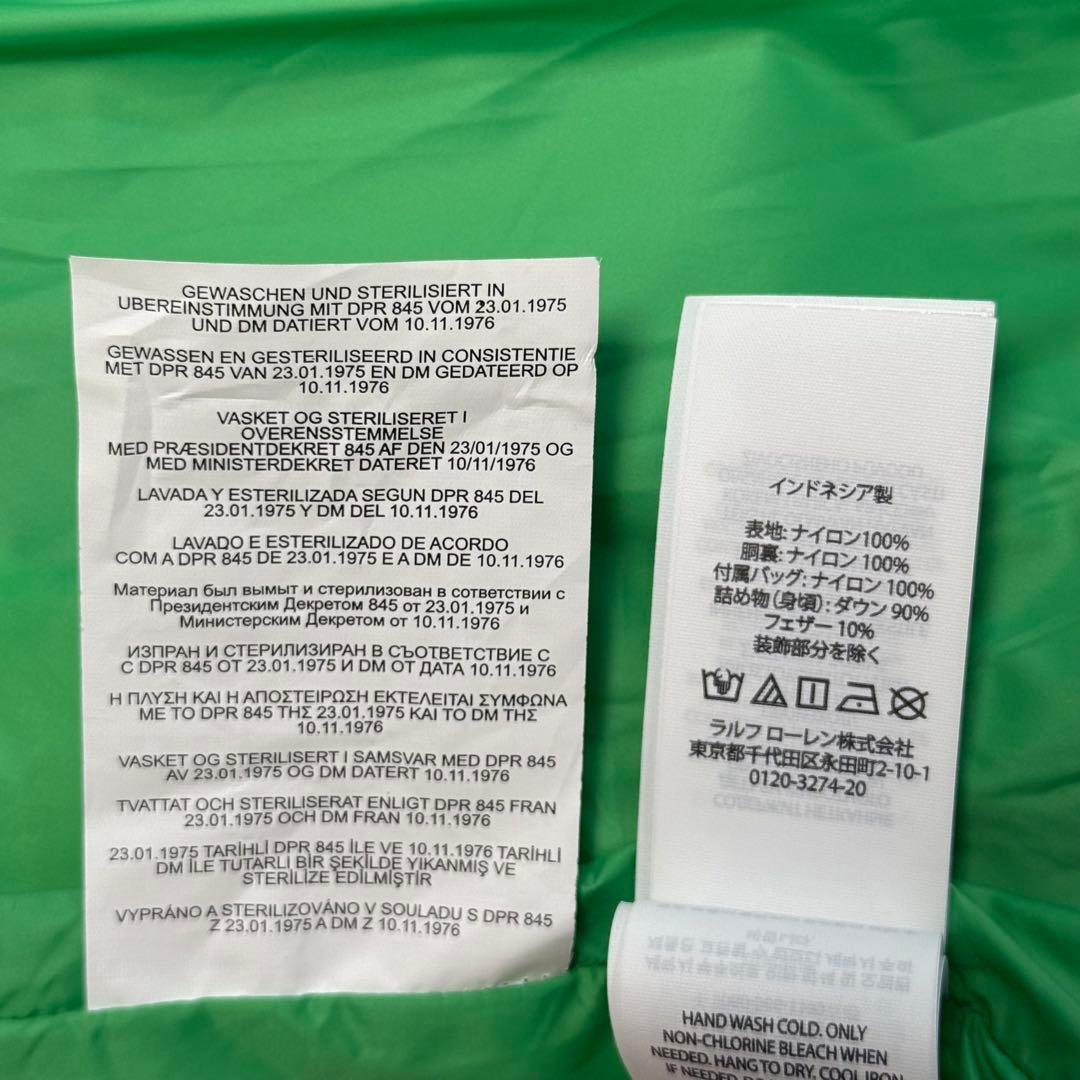 GEWASCHEN UND STERILISIERT IN
UBEREINSTIMMUNG MIT DPR 845 VOM 23.01.1975
UND DM DATIERT VOM 10.11.1976
GEWASSEN EN GESTERILISEERD IN CONSISTENTIE
MET DPR 845 VAN 23.01.1975 EN DM GEDATEERD OP
10.11.1976
VASKET OG STERILISERET I
OVERENSSTEMMELSE
MED PRÆSIDENTDEKRET 845 AF DEN 23/01/1975 OG
MED MINISTERDEKRET DATERET 10/11/1976
LAVADA Y ESTERILIZADA SEGUN DPR 845 DEL
23.01.1975 Y DM DEL 10.11.1976
LAVADO E ESTERILIZADO DE ACORDO
COM A DPR 845 DE 23.01.1975 E A DM DE 10.11.1976
Материал был вымыт и стерилизован в сответствии с
Президентским Декретом 845 от 23.01.1975 и
Министерским Декретом от 10.11.1976
ИЗПРАН И СТЕРИЛИЗИРАН В СЪОТВЕТСТВИЕ С
С DPR 845 ОТ 23.01.1975 И DM ОТ ДАТА 10.11.1976
Η ΠΛΥΣΗ ΚΑΙ Η ΑΠΟΣΤΕΙΡΩΣΗ ΕΚΤΕΛΕΙΤΑΙ ΣΥΜΦΩΝΑ
ΜΕ ΤΟ DPR 845 ΤΗΣ 23.01.1975 ΚΑΙ ΤΟ DM ΤΗΣ
10.11.1976
VASKET OG STERILISERT I SAMSVAR MED DPR 845
AV 23.01.1975 OG DM DATERT 10.11.1976
TVATTAT OCH STERILISERAT ENLIGT DPR 845 FRAN
23.01.1975 OCH DM FRAN 10.11.1976
23.01.1975 TARİHLİ DPR 845 İLE VE 10.11.1976 TARİHLİ
DM İLE TUTARLI BİR ŞEKİLDE YIKANMIŞ VE
STERİLİZE EDİLMİŞTİR
VYPRÁNO A STERILIZOVÁNO V SOULADU S DPR 845
Z 23.01.1975 A DM Z 10.11.1976
インドネシア製
表地: ナイロン100%
胴裏: ナイロン 100%
付属バッグ: ナイロン 100%
詰め物 (身頃): ダウン 90%
フェザー 10%
装飾部分を除く
ラルフ ローレン株式会社
東京都千代田区永田町2-10-1
0120-3274-20
HAND WASH COLD. ONLY
NON-CHLORINE BLEACH WHEN
NEEDED. HANG TO DRY. COOL IRON
IF NEEDED.